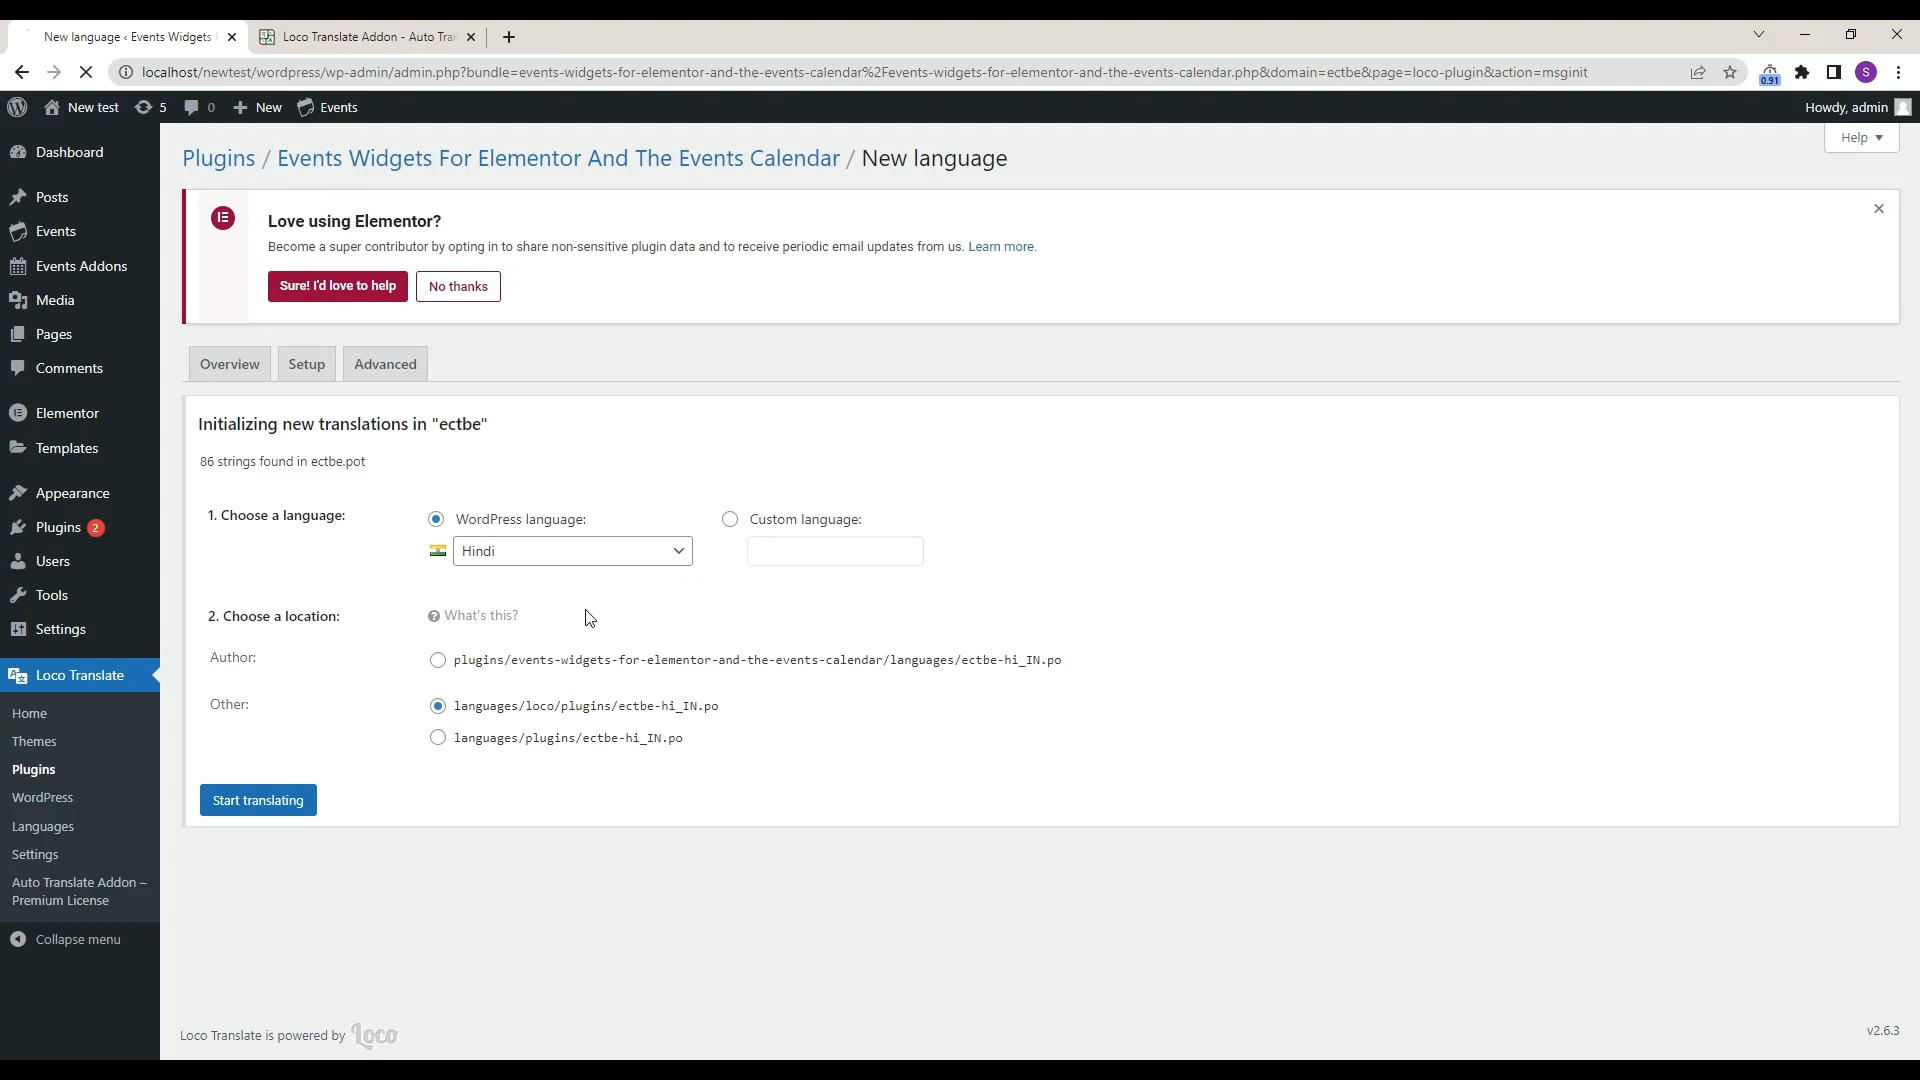 New language ‹ Events Widgets F
Loco Translate Addon - Auto Tran
localhost/newtest/wordpress/wp-admin/admin.php?bundle=events-widgets-for-elementor-and-the-events-calendar%2Fevents-widgets-for-elementor-and-the-events-calendar.php&domain=ectbe&page=loco-plugin&action=msginit
0.91
S
New test
5
0
New
Events
Howdy, admin
Help
Dashboard
Posts
Events
Events Addons
Media
Pages
Comments
Elementor
Templates
Appearance
Plugins 2
Users
Tools
Settings
Loco Translate
Home
Themes
Plugins
WordPress
Languages
Settings
Auto Translate Addon –
Premium License
Collapse menu
Plugins / Events Widgets For Elementor And The Events Calendar / New language
Love using Elementor?
Become a super contributor by opting in to share non-sensitive plugin data and to receive periodic email updates from us. Learn more.
Sure! I'd love to help
No thanks
Overview
Setup
Advanced
Initializing new translations in "ectbe"
86 strings found in ectbe.pot
1. Choose a language:
WordPress language:
Custom language:
Hindi
2. Choose a location:
What's this?
Author:
plugins/events-widgets-for-elementor-and-the-events-calendar/languages/ectbe-hi_IN.po
Other:
languages/loco/plugins/ectbe-hi_IN.po
languages/plugins/ectbe-hi_IN.po
Start translating
Loco Translate is powered by Loco
v2.6.3